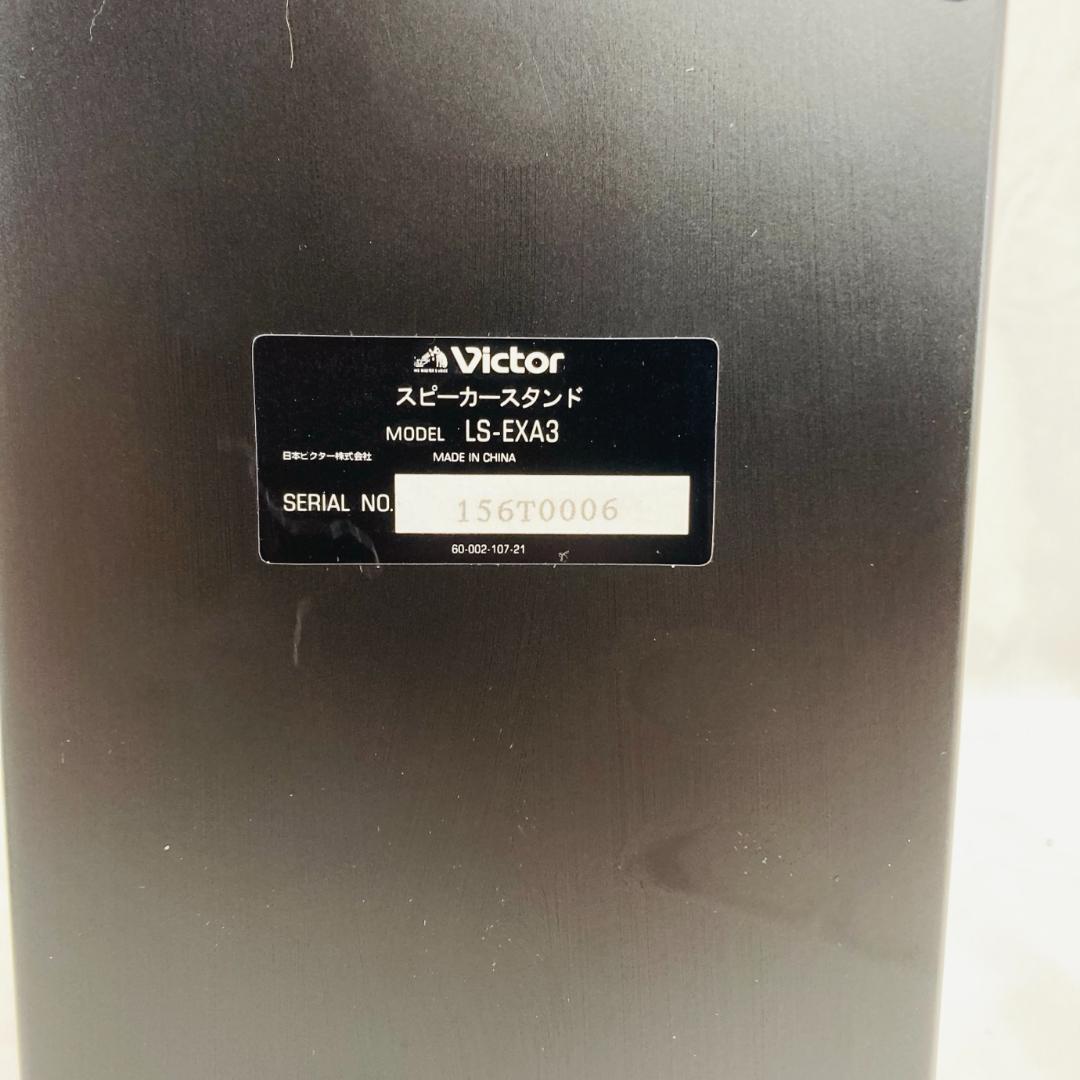 Victor
スピーカースタンド
MODEL LS-EXA3
日本ビクター株式会社 MADE IN CHINA
SERIAL NO. 156T0006
60-002-107-21